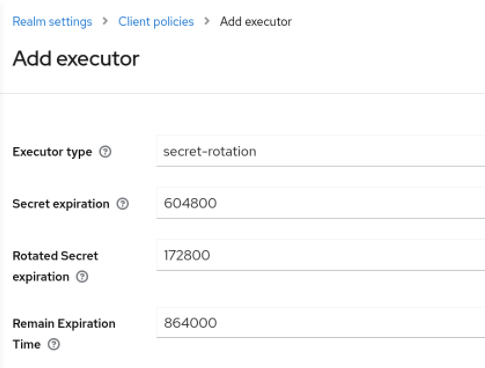 Realm settings > Client policies > Add executor
Add executor
Executor type ? secret-rotation
Secret expiration ? 604800
Rotated Secret expiration ? 172800
Remain Expiration Time ? 864000